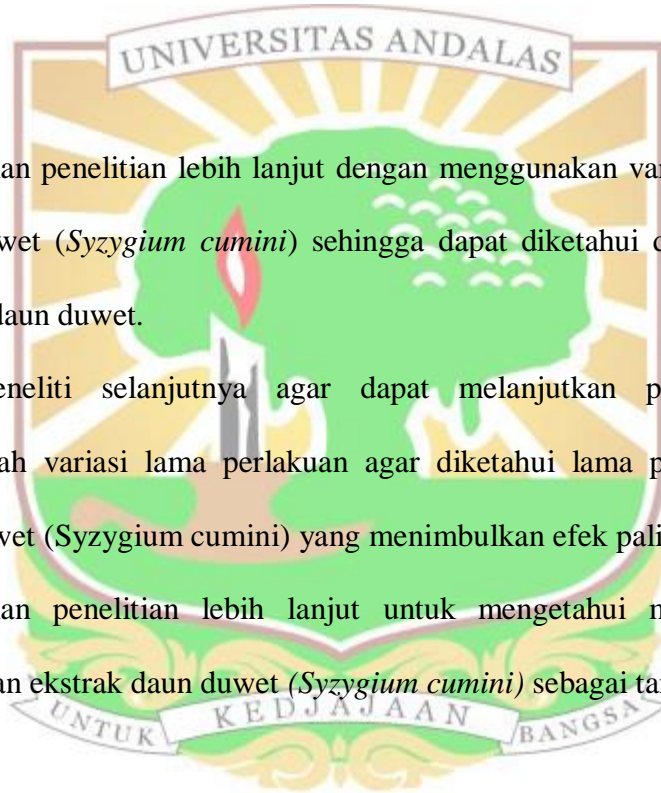 UNIVERSITAS ANDALAS
an penelitian lebih lanjut dengan menggunakan var
wet (Syzygium cumini) sehingga dapat diketahui d
daun duwet.
eneliti selanjutnya agar dapat melanjutkan p
ah variasi lama perlakuan agar diketahui lama p
wet (Syzygium cumini) yang menimbulkan efek pali
an penelitian lebih lanjut untuk mengetahui m
an ekstrak daun duwet (Syzygium cumini) sebagai ta
UNTUK KEDJAJAAN BANGSA